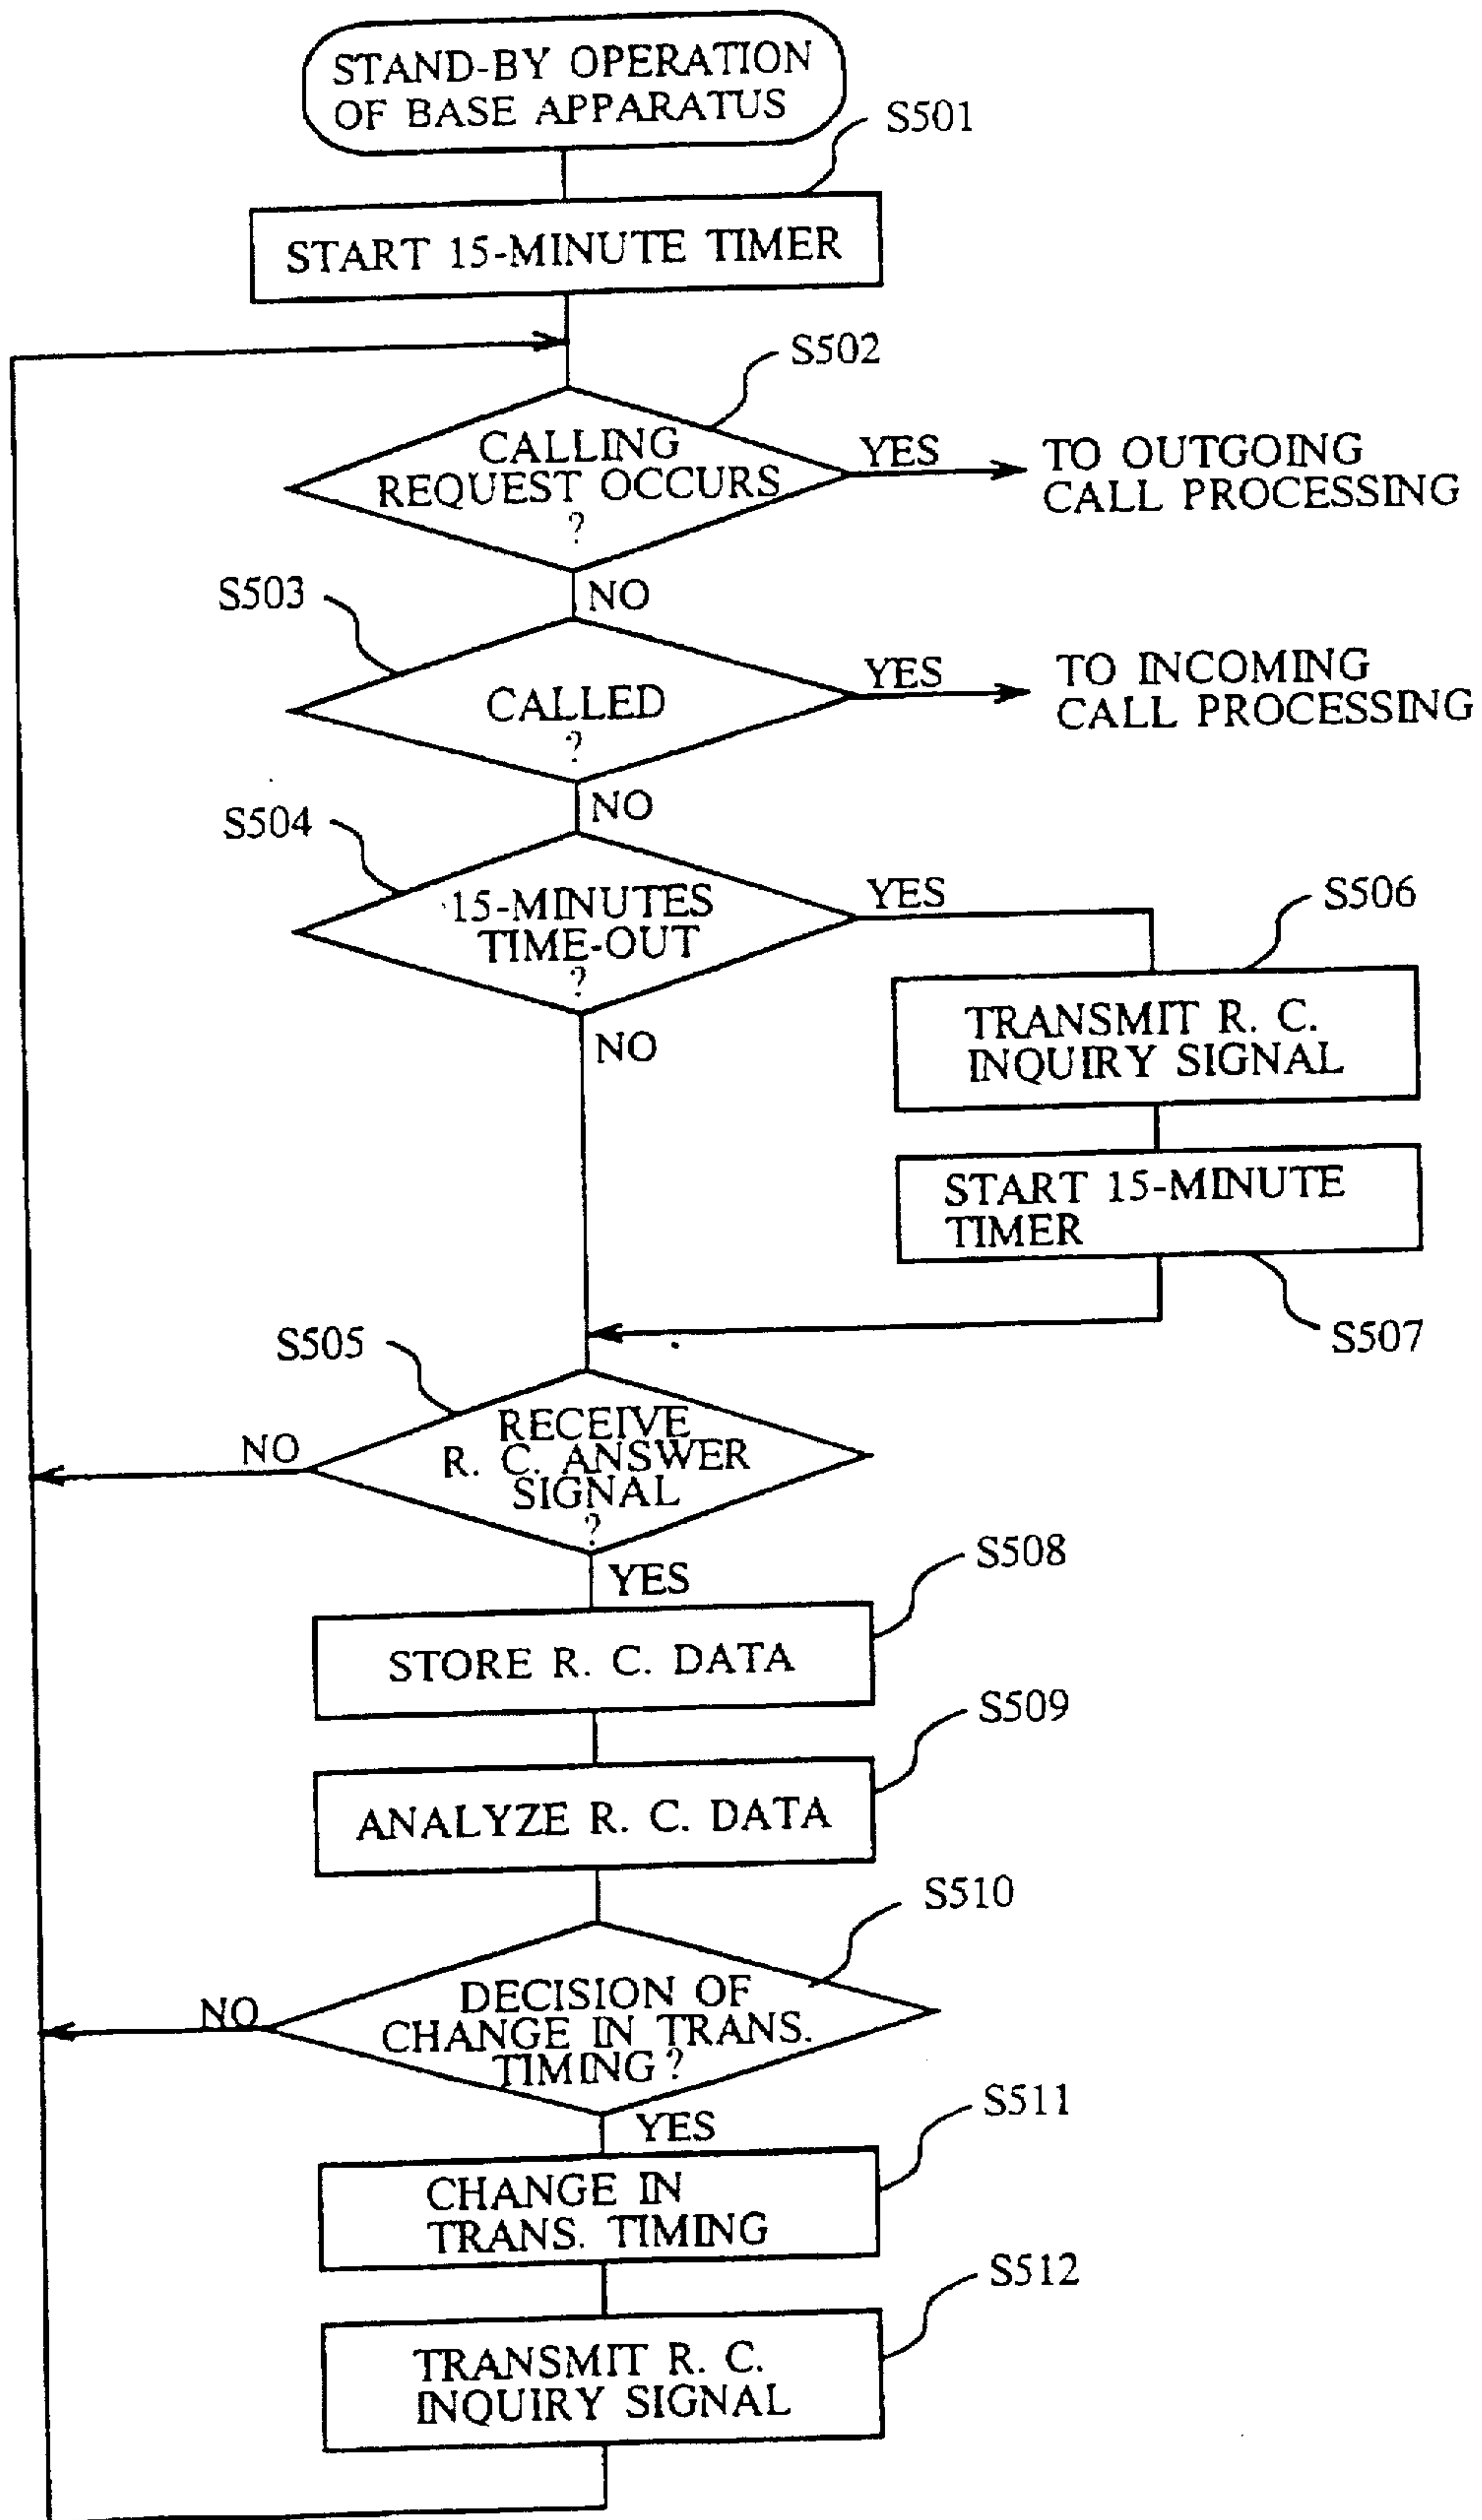 STAND-BY OPERATION
OF BASE APPARATUS
S501
START 15-MINUTE TIMER
S502
CALLING
REQUEST OCCURS
?
YES
TO OUTGOING
CALL PROCESSING
NO
S503
CALLED
?
YES
TO INCOMING
CALL PROCESSING
NO
S504
15-MINUTES
TIME-OUT
?
YES
S506
NO
TRANSMIT R. C.
INQUIRY SIGNAL
START 15-MINUTE
TIMER
S507
S505
RECEIVE
R. C. ANSWER
SIGNAL
?
NO
YES
S508
STORE R. C. DATA
S509
ANALYZE R. C. DATA
S510
DECISION OF
CHANGE IN TRANS.
TIMING?
NO
YES
S511
CHANGE IN
TRANS. TIMING
S512
TRANSMIT R. C.
INQUIRY SIGNAL